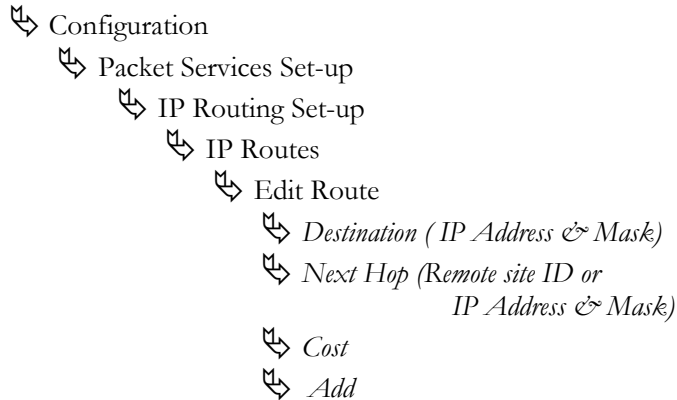 Configuration
Packet Services Set-up
IP Routing Set-up
IP Routes
Edit Route
Destination ( IP Address & Mask)
Next Hop (Remote site ID or
IP Address & Mask)
Cost
Add